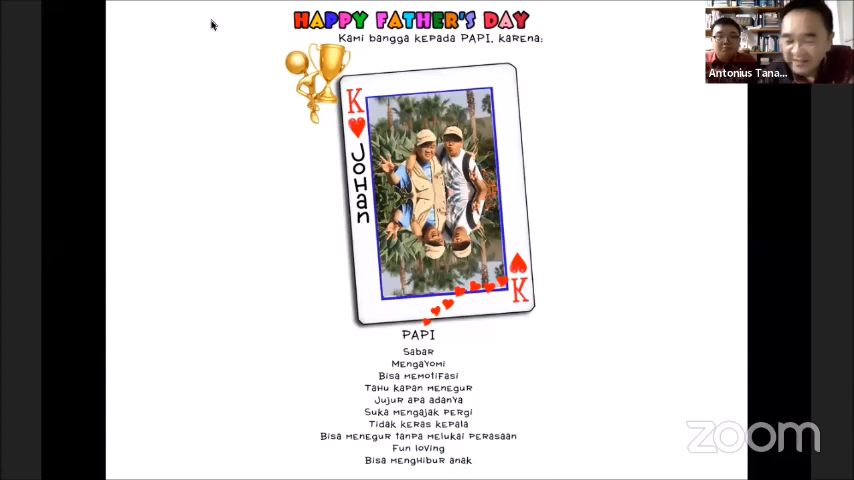 HAPPY FATHER'S DAY
Kami bangga kepada PAPI, karena:
K
Johan
K
PAPI
Sabar
Mengayomi
Bisa memotifasi
Tahu kapan menegur
Jujur apa adanya
Suka mengajak pergi
Tidak keras kepala
Bisa menegur tanpa melukai perasaan
Fun loving
Bisa menghibur anak
Antonius Tana...
zoom